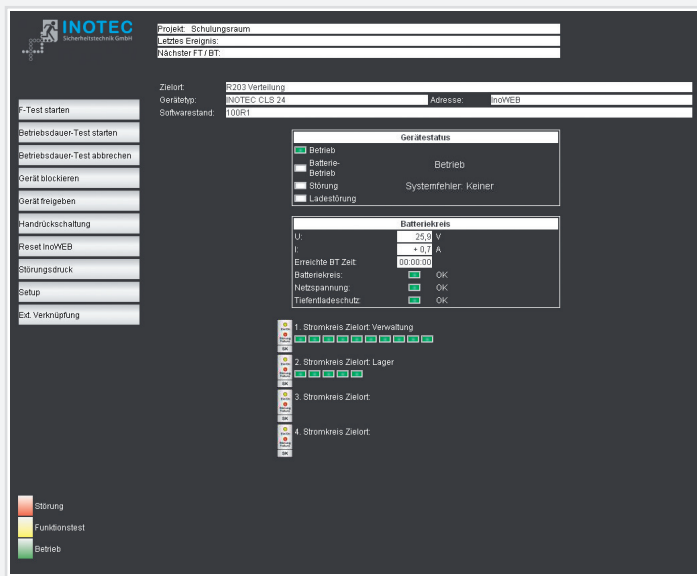 INOTEC
Sicherheitstechnik GmbH
Projekt: Schulungsraum
Letztes Ereignis:
Nächster FT / BT:
Zielort: R203 Verteilung
Gerätetyp: INOTEC CLS 24 Adresse: InoWEB
Softwarestand: 100R1
F-Test starten
Betriebsdauer-Test starten
Betriebsdauer-Test abbrechen
Gerät blockieren
Gerät freigeben
Handrückschaltung
Reset InoWEB
Störungsdruck
Setup
Ext. Verknüpfung
Gerätestatus
Betrieb
Batterie-
Betrieb
Betrieb
Störung Systemfehler: Keiner
Ladestörung
Batteriekreis
U: 25,9 V
I: + 0,7 A
Erreichte BT Zeit: 00:00:00
Batteriekreis: OK
Netzspannung: OK
Tiefentladeschutz: OK
1. Stromkreis Zielort: Verwaltung
SK
2. Stromkreis Zielort: Lager
SK
3. Stromkreis Zielort:
SK
4. Stromkreis Zielort:
SK
Störung
Funktionstest
Betrieb